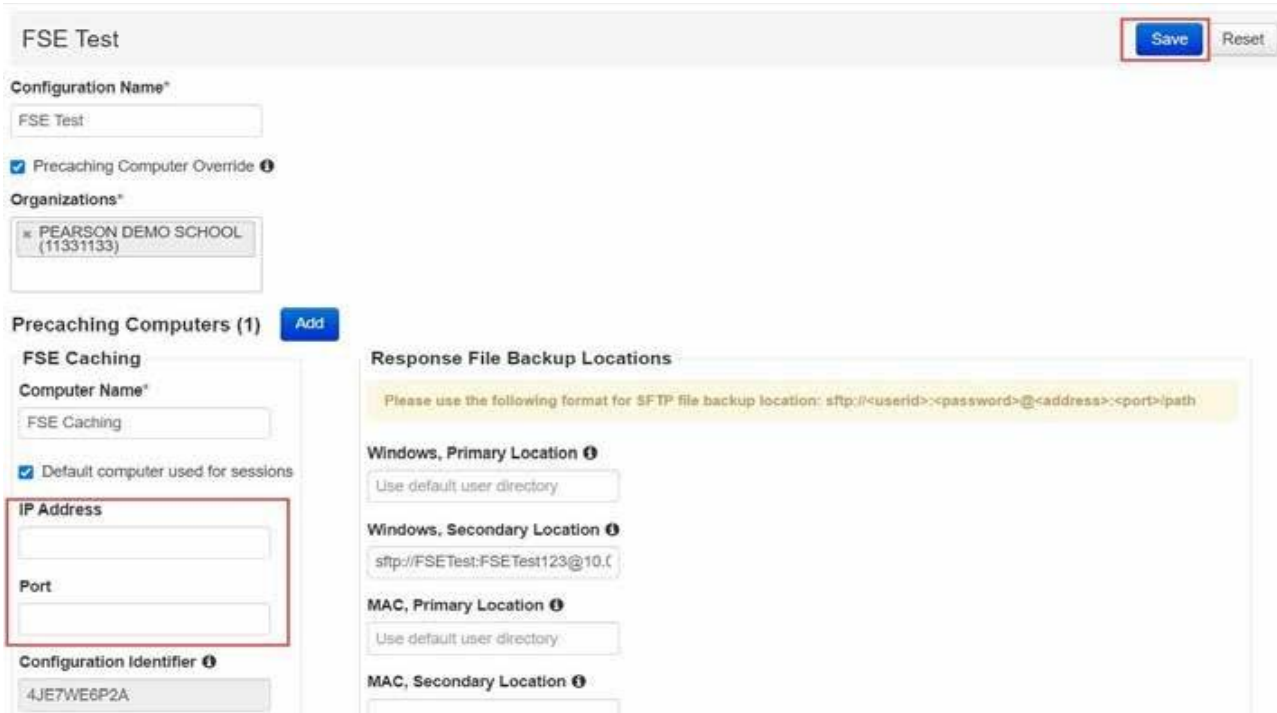 FSE Test
Save
Reset
Configuration Name*
FSE Test
Precaching Computer Override
Organizations*
× PEARSON DEMO SCHOOL
(11331133)
Precaching Computers (1)
Add
FSE Caching
Computer Name*
FSE Caching
Default computer used for sessions
IP Address
Port
Configuration Identifier
4JE7WE6P2A
Response File Backup Locations
Please use the following format for SFTP file backup location: sftp://<userid>:<password>@<address>:<port>/path
Windows, Primary Location
Use default user directory
Windows, Secondary Location
sftp://FSETest:FSETest123@10.(
MAC, Primary Location
Use default user directory
MAC, Secondary Location